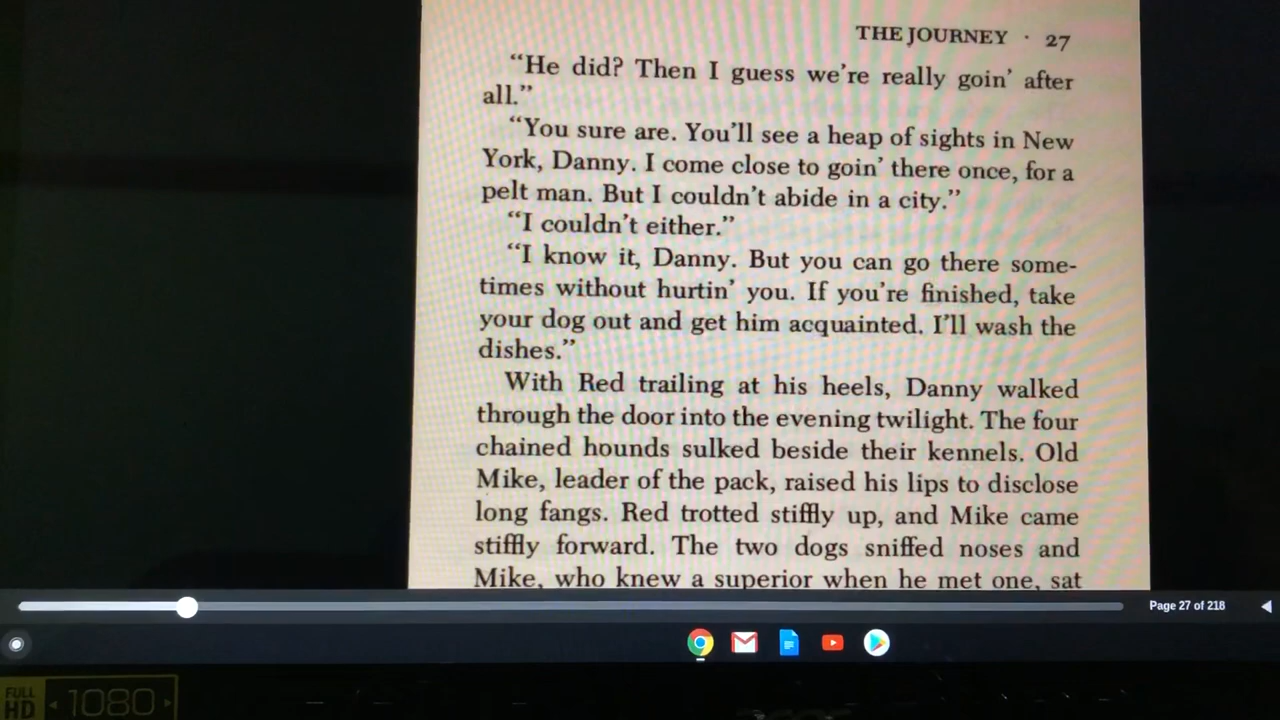 THE JOURNEY · 27
“He did? Then I guess we’re really goin’ after
all.”
“You sure are. You’ll see a heap of sights in New
York, Danny. I come close to goin’ there once, for a
pelt man. But I couldn’t abide in a city.”
“I couldn’t either.”
“I know it, Danny. But you can go there some-
times without hurtin’ you. If you’re finished, take
your dog out and get him acquainted. I’ll wash the
dishes.”
With Red trailing at his heels, Danny walked
through the door into the evening twilight. The four
chained hounds sulked beside their kennels. Old
Mike, leader of the pack, raised his lips to disclose
long fangs. Red trotted stiffly up, and Mike came
stiffly forward. The two dogs sniffed noses and
Mike, who knew a superior when he met one, sat
Page 27 of 218
FULL
HD
1080